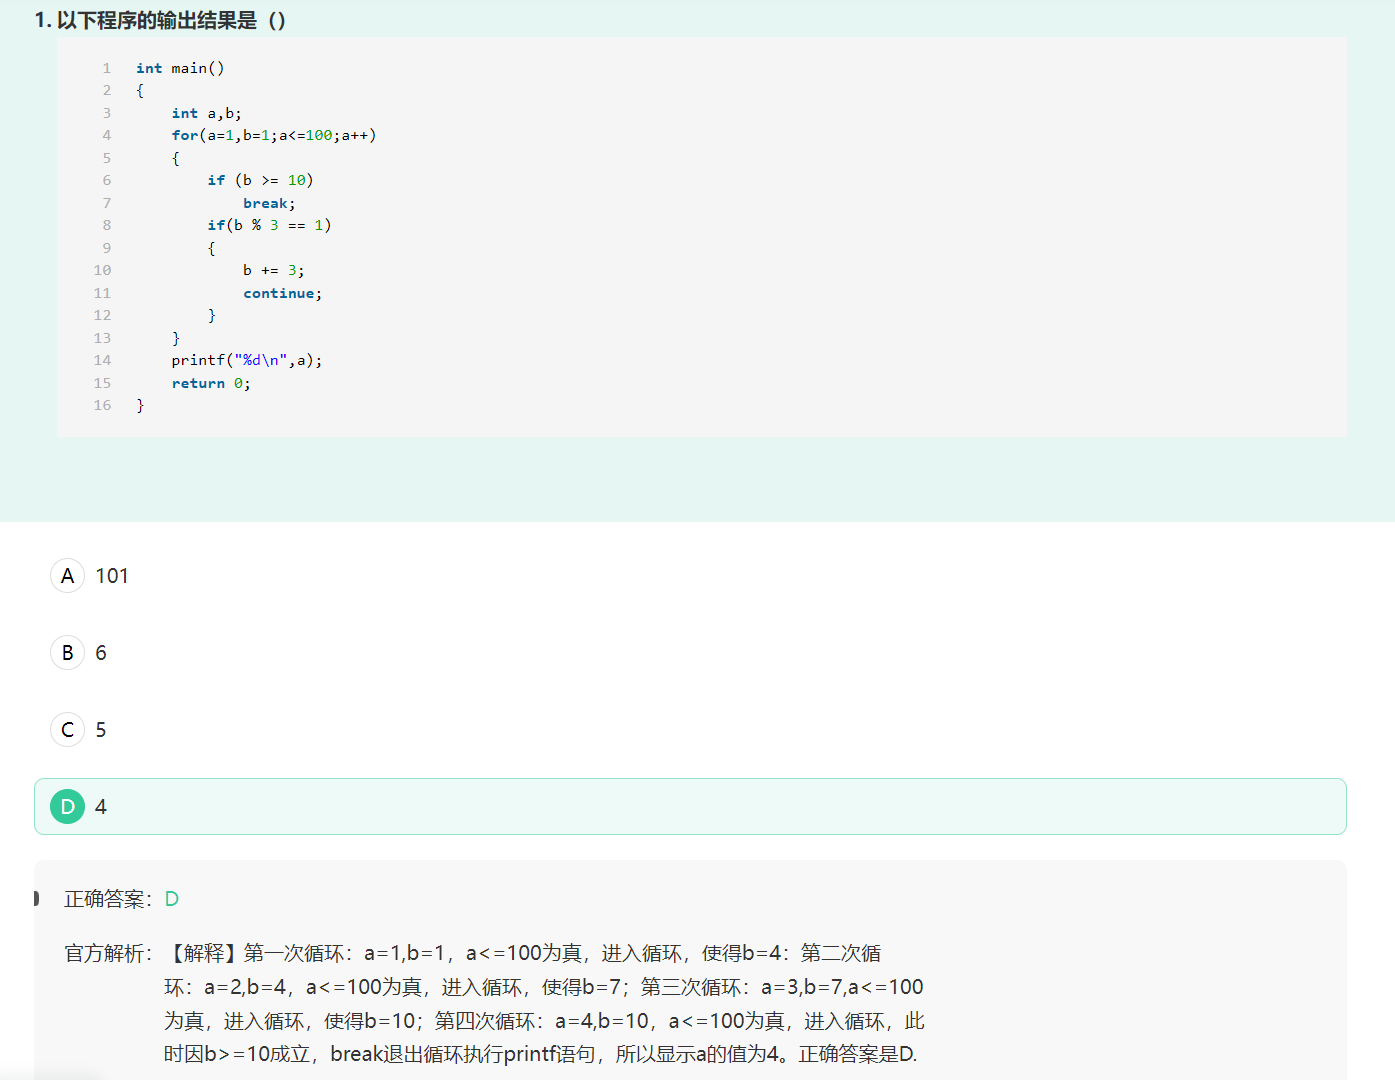 1. 以下程序的输出结果是（）
1 int main()
2 {
3     int a,b;
4     for(a=1,b=1;a<=100;a++)
5     {
6         if (b >= 10)
7             break;
8         if(b % 3 == 1)
9         {
10             b += 3;
11             continue;
12         }
13     }
14     printf("%d\n",a);
15     return 0;
16 }
A 101
B 6
C 5
D 4
正确答案：D
官方解析：【解释】第一次循环：a=1,b=1，a<=100为真，进入循环，使得b=4：第二次循
环：a=2,b=4，a<=100为真，进入循环，使得b=7；第三次循环：a=3,b=7,a<=100
为真，进入循环，使得b=10；第四次循环：a=4,b=10，a<=100为真，进入循环，此
时因b>=10成立，break退出循环执行printf语句，所以显示a的值为4。正确答案是D.